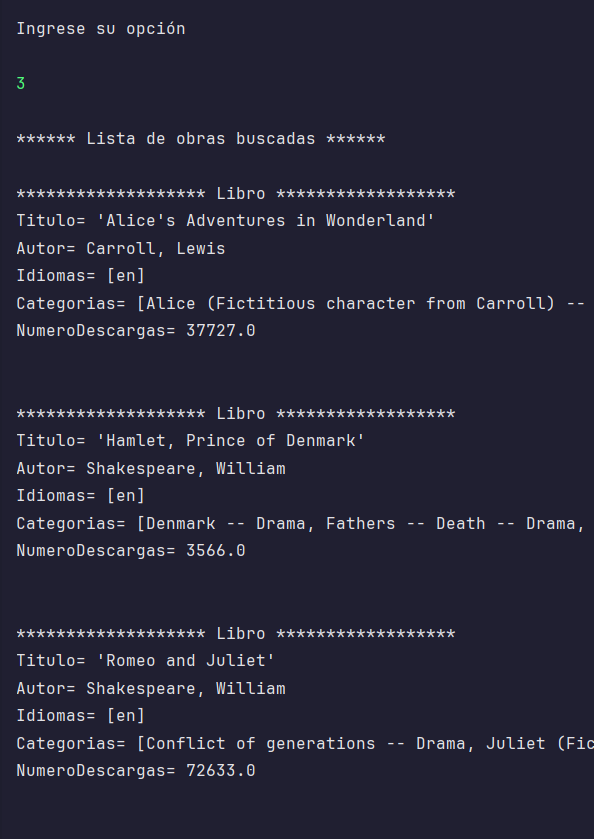 Ingrese su opción
3
****** Lista de obras buscadas ******
******************* Libro ******************
Titulo= 'Alice's Adventures in Wonderland'
Autor= Carroll, Lewis
Idiomas= [en]
Categorias= [Alice (Fictitious character from Carroll) --
NumeroDescargas= 37727.0
******************* Libro ******************
Titulo= 'Hamlet, Prince of Denmark'
Autor= Shakespeare, William
Idiomas= [en]
Categorias= [Denmark -- Drama, Fathers -- Death -- Drama,
NumeroDescargas= 3566.0
******************* Libro ******************
Titulo= 'Romeo and Juliet'
Autor= Shakespeare, William
Idiomas= [en]
Categorias= [Conflict of generations -- Drama, Juliet (Fic
NumeroDescargas= 72633.0